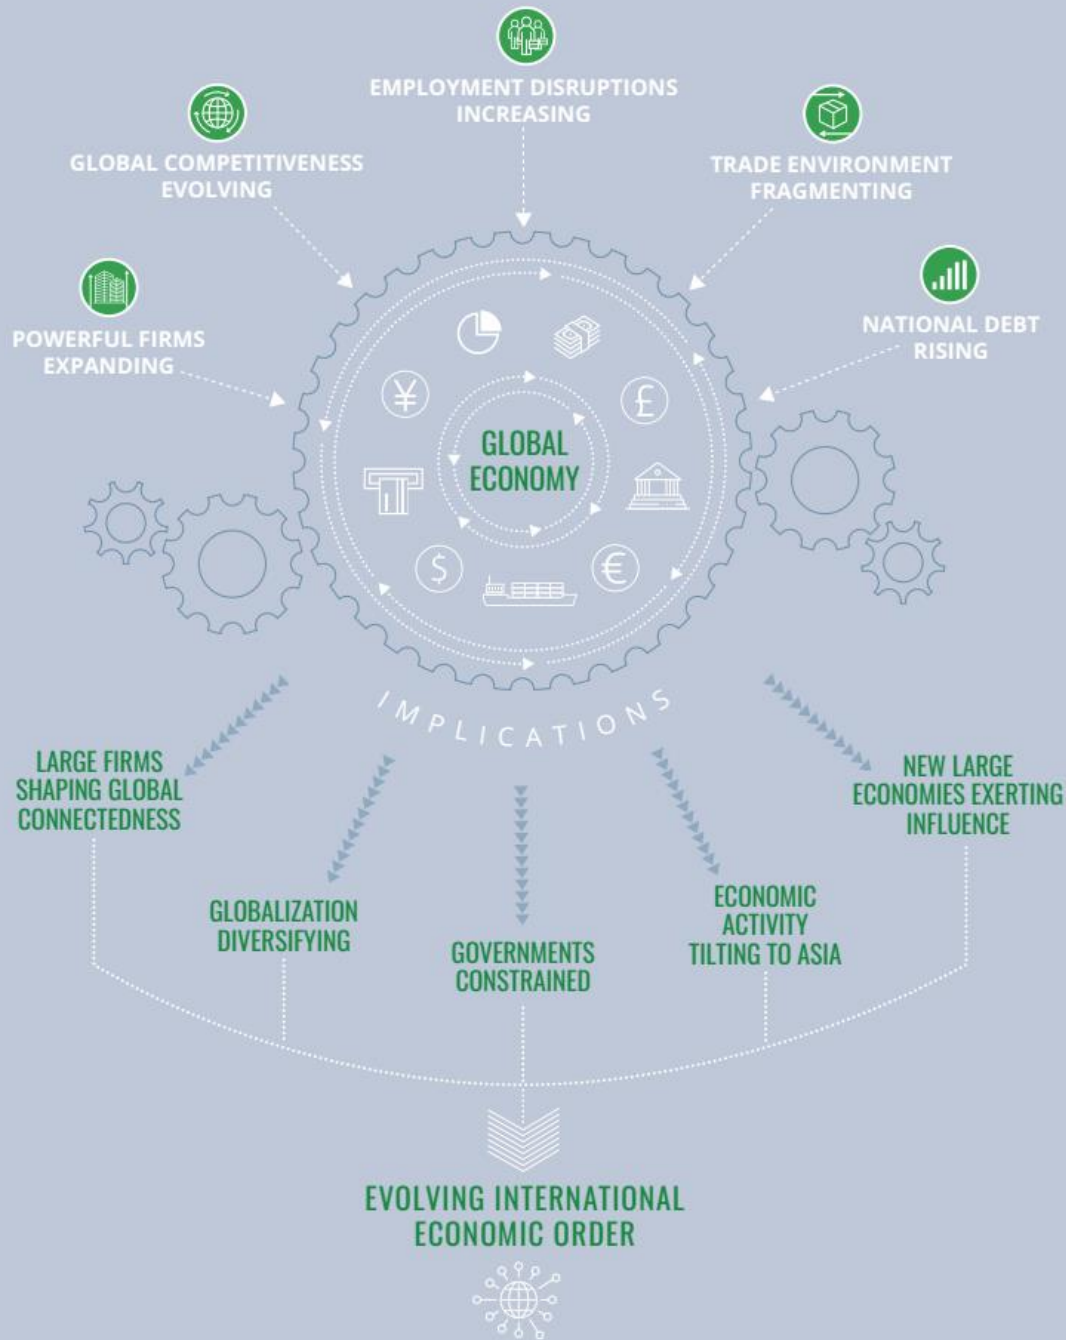 EMPLOYMENT DISRUPTIONS
INCREASING
GLOBAL COMPETITIVENESS
EVOLVING
TRADE ENVIRONMENT
FRAGMENTING
POWERFUL FIRMS
EXPANDING
NATIONAL DEBT
RISING
¥
£
GLOBAL
ECONOMY
$
€
IMPLICATIONS
LARGE FIRMS
SHAPING GLOBAL
CONNECTEDNESS
GLOBALIZATION
DIVERSIFYING
GOVERNMENTS
CONSTRAINED
ECONOMIC
ACTIVITY
TILTING TO ASIA
NEW LARGE
ECONOMIES EXERTING
INFLUENCE
EVOLVING INTERNATIONAL
ECONOMIC ORDER